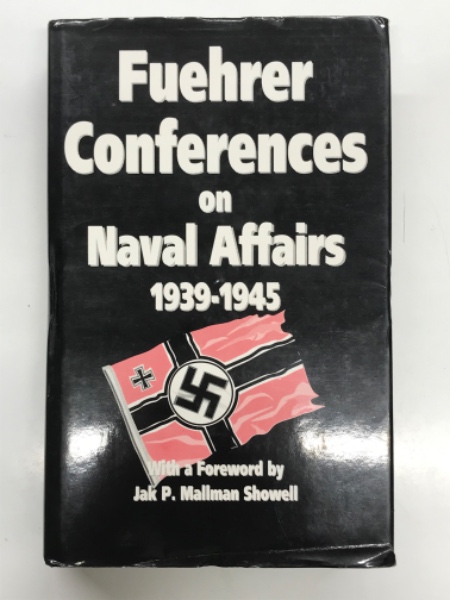 Fuehrer
Conferences
on
Naval Affairs
1939-1945
With a Foreword by
Jak P. Mallman Showell